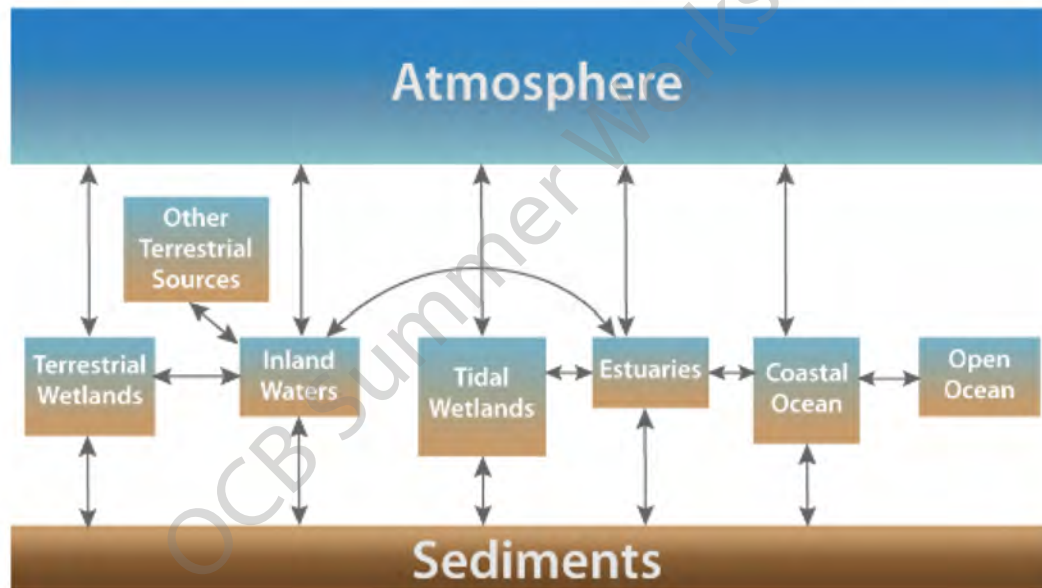 Atmosphere
Other
Terrestrial
Sources
Terrestrial
Wetlands
Inland
Waters
Tidal
Wetlands
Estuaries
Coastal
Ocean
Open
Ocean
Sediments
OCB Summer Works